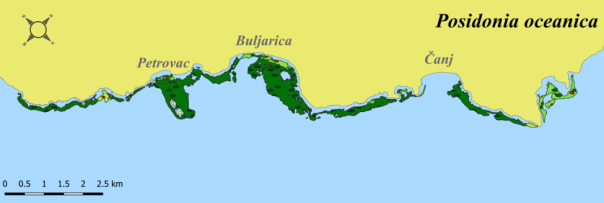 Posidonia oceanica
Buljarica
Petrovac
Čanj
0 0.5 1 1.5 2 2.5 km